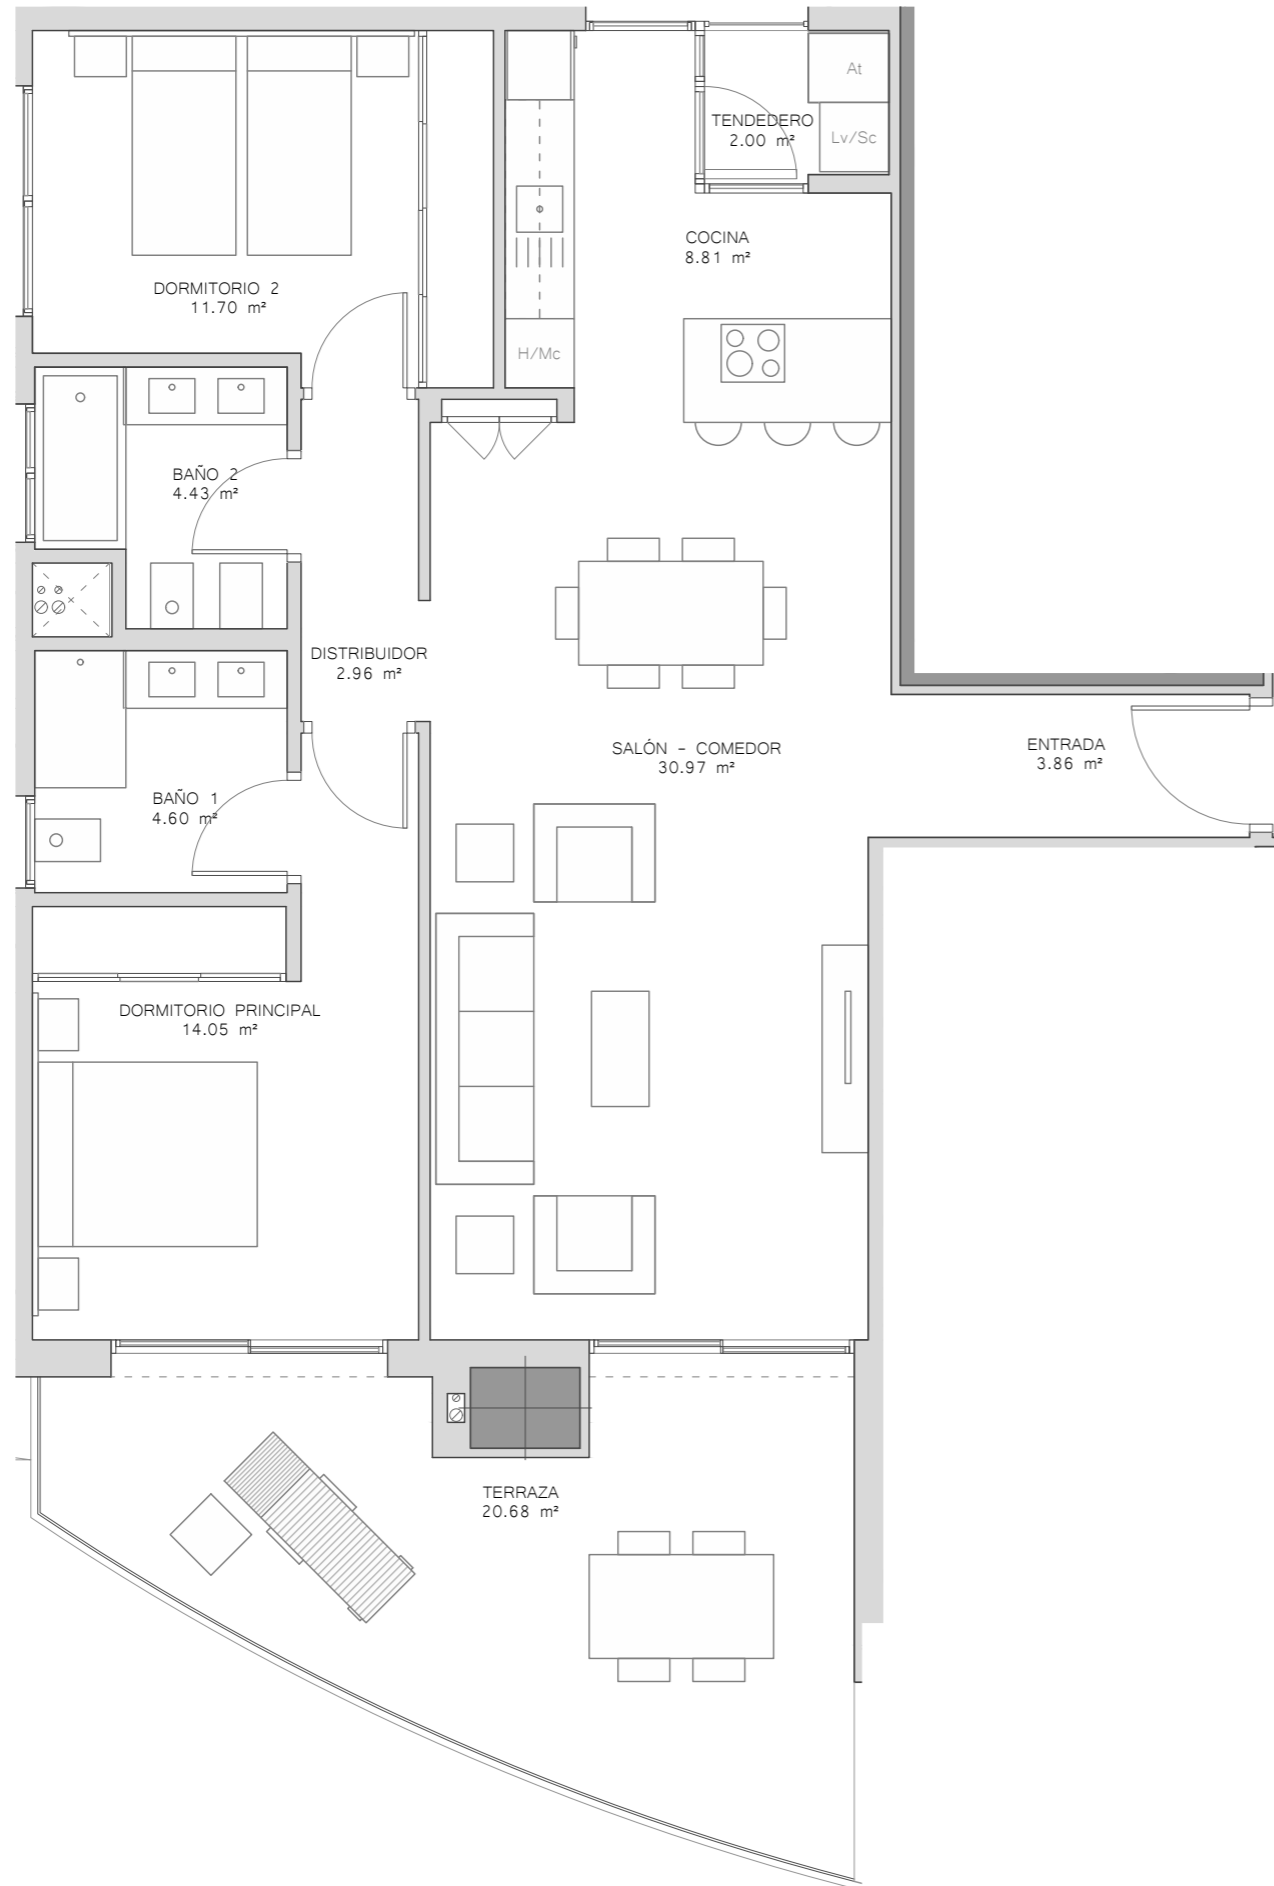 At
TENDEDERO
2.00 m²
Lv/Sc
COCINA
8.81 m²
DORMITORIO 2
11.70 m²
H/Mc
BAÑO 2
4.43 m²
DISTRIBUIDOR
2.96 m²
SALÓN - COMEDOR
30.97 m²
ENTRADA
3.86 m²
BAÑO 1
4.60 m²
DORMITORIO PRINCIPAL
14.05 m²
TERRAZA
20.68 m²